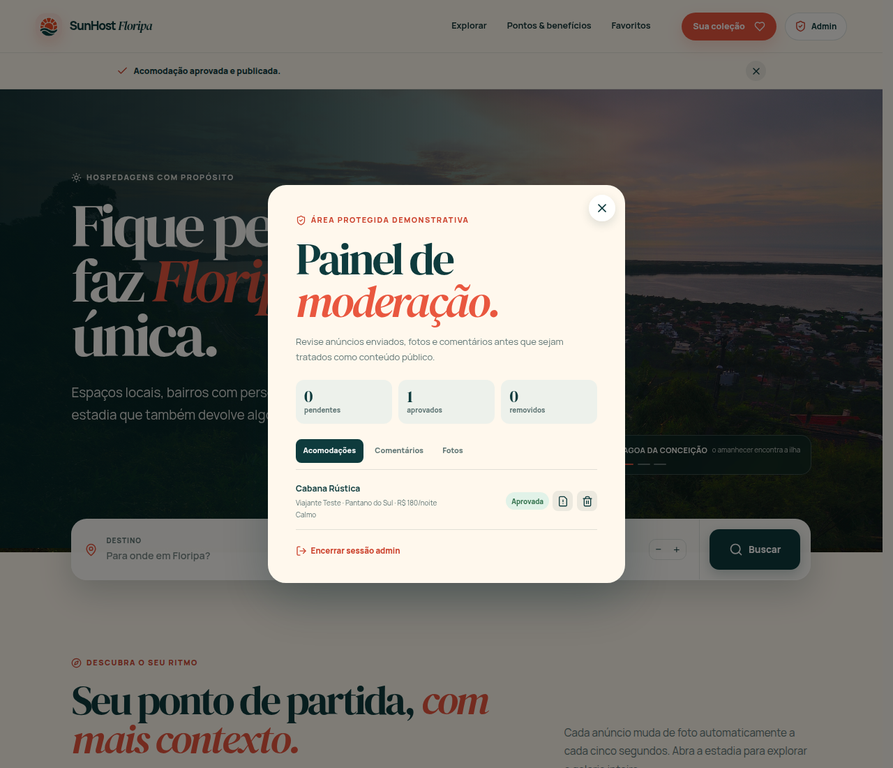 SunHost Floripa
Explorar
Pontos & benefícios
Favoritos
Sua coleção
Admin
Acomodação aprovada e publicada.
HOSPEDAGENS COM PROPÓSITO
Fique pe
faz Florip
única.
Espaços locais, bairros com pers
estadia que também devolve algo
ÁREA PROTEGIDA DEMONSTRATIVA
Painel de
moderação.
Revise anúncios enviados, fotos e comentários antes que sejam
tratados como conteúdo público.
0
pendentes
1
aprovados
0
removidos
Acomodações
Comentários
Fotos
Cabana Rústica
Viajante Teste · Pantano do Sul · R$ 180/noite
Calmo
Aprovada
Encerrar sessão admin
AGOA DA CONCEIÇÃO o amanhecer encontra a ilha
DESTINO
Para onde em Floripa?
− +
Buscar
DESCUBRA O SEU RITMO
Seu ponto de partida, com
mais contexto.
Cada anúncio muda de foto automaticamente a
cada cinco segundos. Abra a estadia para explorar